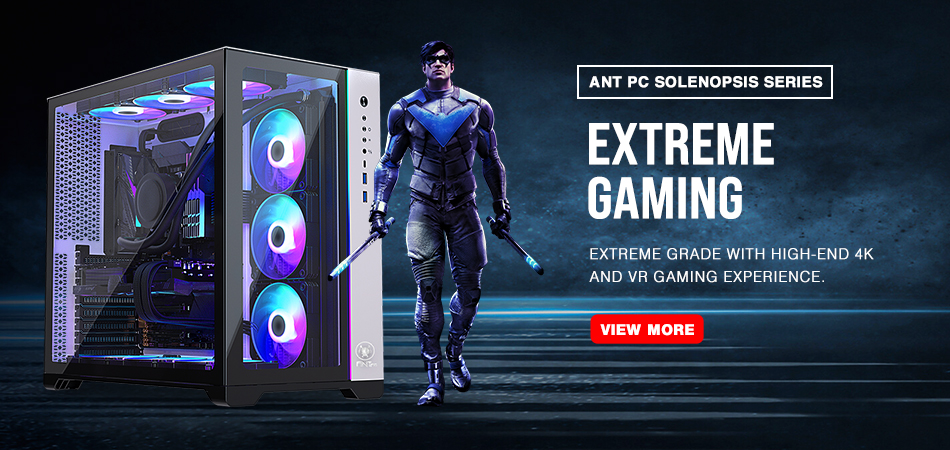 ANT PC SOLENOPSIS SERIES
EXTREME
GAMING
EXTREME GRADE WITH HIGH-END 4K
AND VR GAMING EXPERIENCE.
VIEW MORE